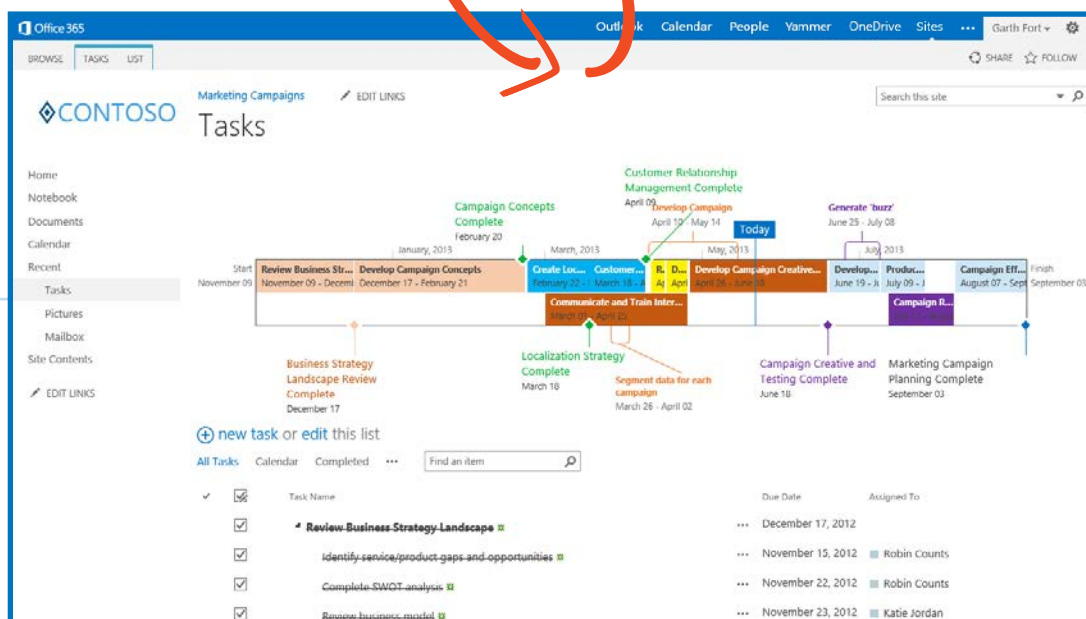 Office 365
Outlook Calendar People Yammer OneDrive Sites ••• Garth Fort
BROWSE TASKS LIST
SHARE FOLLOW
CONTOSO
Marketing Campaigns EDIT LINKS
Search this site
Tasks
Home
Notebook
Documents
Calendar
Recent
Tasks
Pictures
Mailbox
Site Contents
EDIT LINKS
Customer Relationship
Management Complete
April 09
Campaign Concepts
Complete
February 20
Develop Campaign
April 10 - May 14
Generate 'buzz'
June 25 - July 08
Today
January, 2013
March, 2013
May, 2013
July, 2013
Start
November 09
Review Business Str...
November 09 - Decem
Develop Campaign Concepts
December 17 - February 21
Create Loc...
February 22 -
Customer...
March 18 - A
R...
Ap
D...
Apri
Develop Campaign Creative...
April 26 - June 18
Develop...
June 19 - Ju
Produc...
July 09 - J
Campaign Eff...
August 07 - Sept
Finish
September 03
Communicate and Train Inter...
March 01 - April 25
Campaign R...
Business Strategy
Landscape Review
Complete
December 17
Localization Strategy
Complete
March 18
Segment data for each
campaign
March 26 - April 02
Campaign Creative and
Testing Complete
June 18
Marketing Campaign
Planning Complete
September 03
new task or edit this list
All Tasks Calendar Completed ••• Find an item
Task Name Due Date Assigned To
Review Business Strategy Landscape ••• December 17, 2012
Identify service/product gaps and opportunities ••• November 15, 2012 Robin Counts
Complete SWOT analysis ••• November 22, 2012 Robin Counts
Review business model ••• November 23, 2012 Katie Jordan